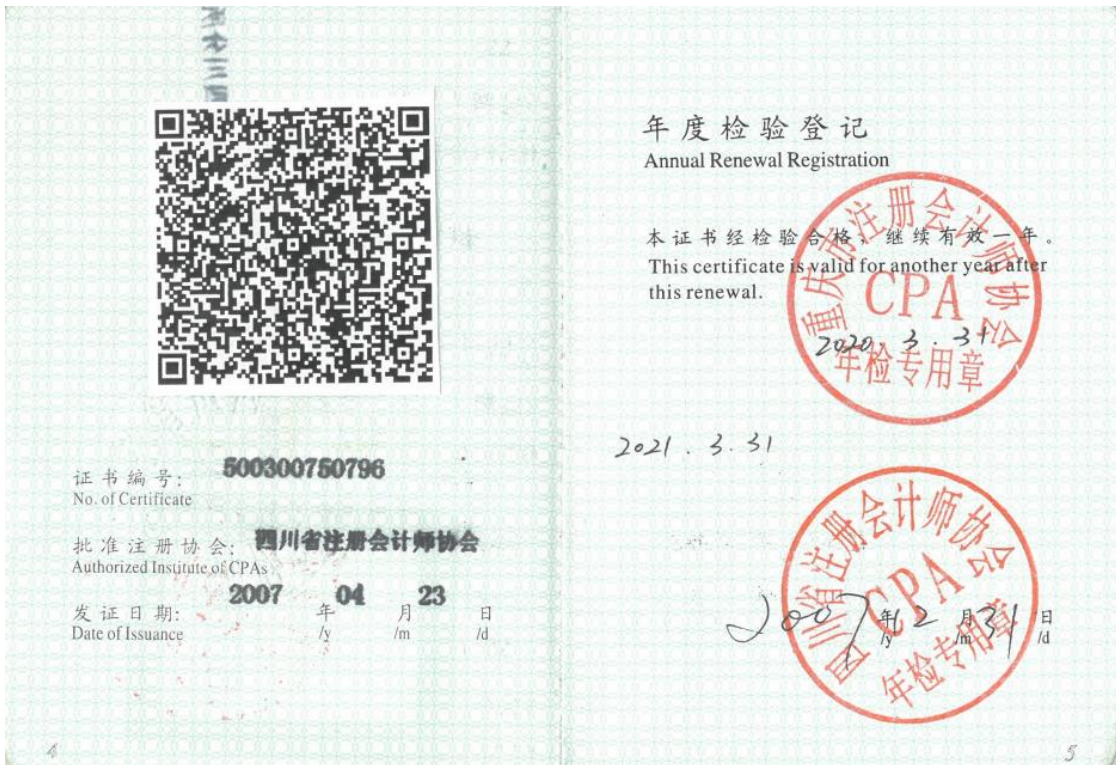 证书编号: 500300750796
No. of Certificate
批准注册协会: 四川省注册会计师协会
Authorized Institute of CPAs
发证日期: 2007 年 04 月 23 日
Date of Issuance /y /m /d
4
年度检验登记
Annual Renewal Registration
本证书经检验合格，继续有效一年。
This certificate is valid for another year after
this renewal.
重庆市注册会计师协会
CPA
2020.3.31
年检专用章
2021.3.31
四川省注册会计师协会
CPA
2007 年 12 月 31 日
/y /m /d
年检专用章
5